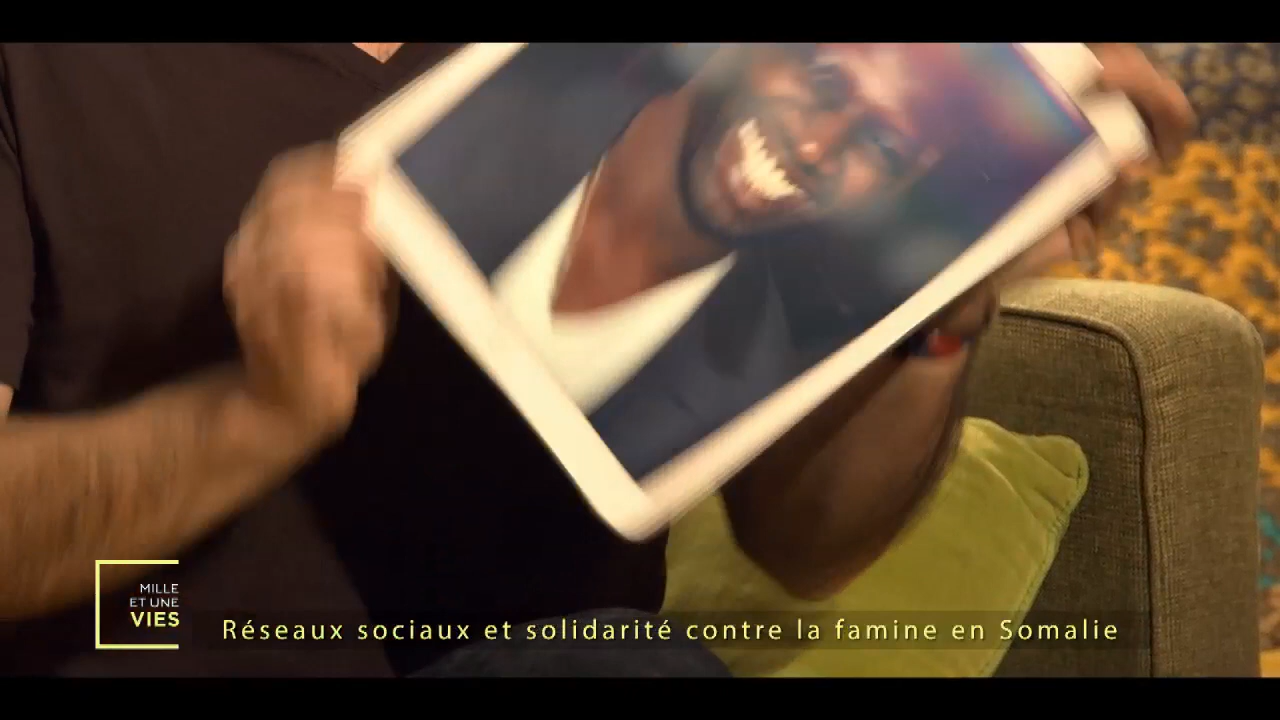 MILLE
ET UNE
VIES
Réseaux sociaux et solidarité contre la famine en Somalie